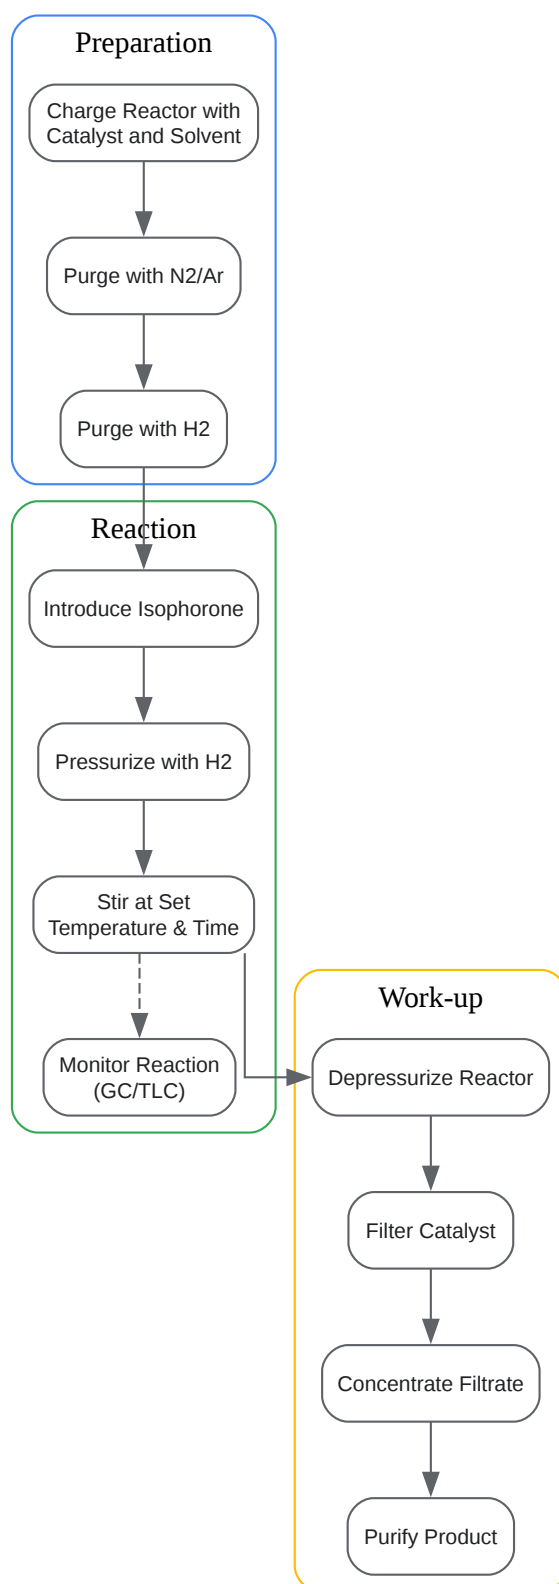 Preparation
Charge Reactor with
Catalyst and Solvent
Purge with N2/Ar
Purge with H2
Reaction
Introduce Isophorone
Pressurize with H2
Stir at Set
Temperature & Time
Monitor Reaction
(GC/TLC)
Work-up
Depressurize Reactor
Filter Catalyst
Concentrate Filtrate
Purify Product